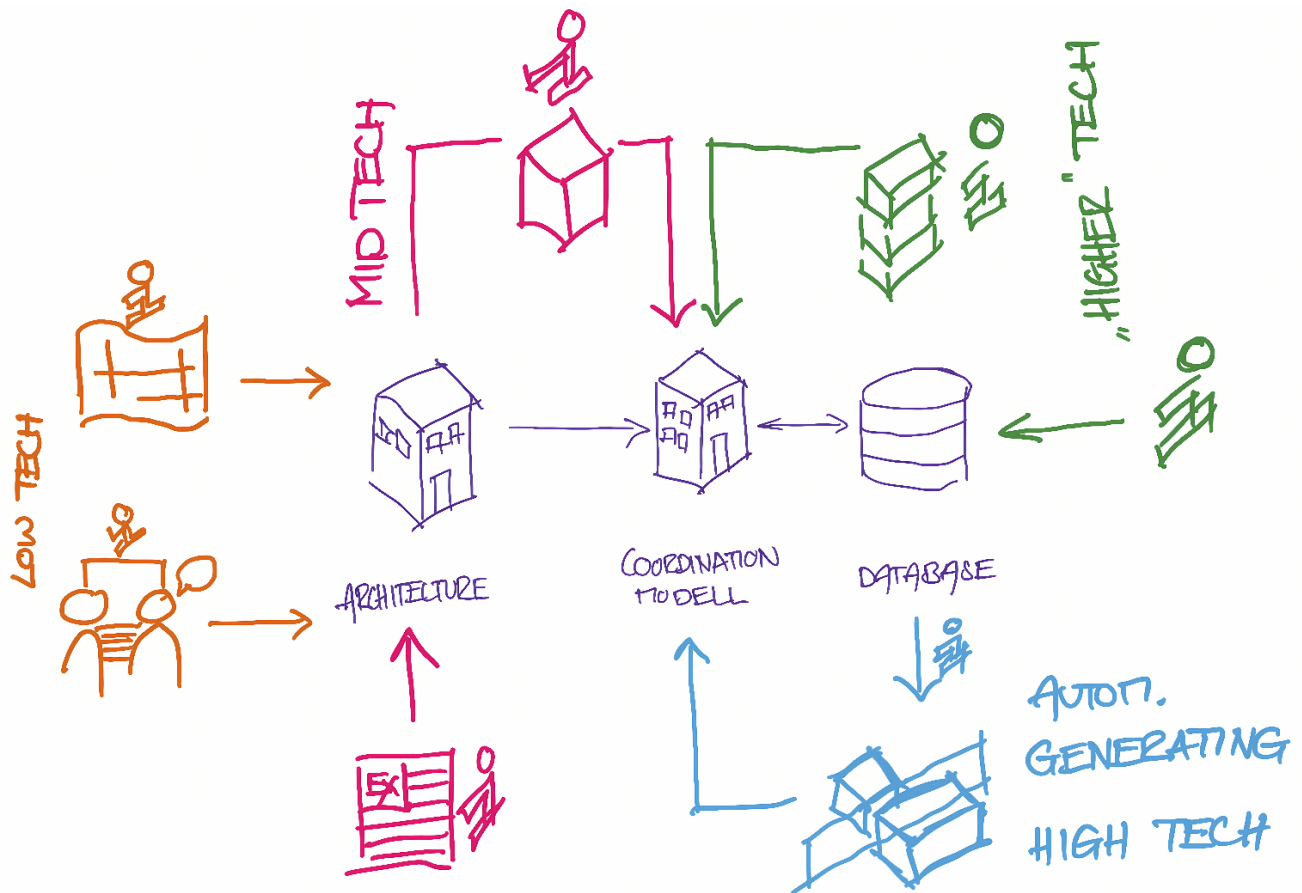 MID TECH
„HIGHER" TECH
LOW TECH
ARCHITECTURE
COORDINATION
MODELL
DATABASE
EX
AUTOM.
GENERATING
HIGH TECH